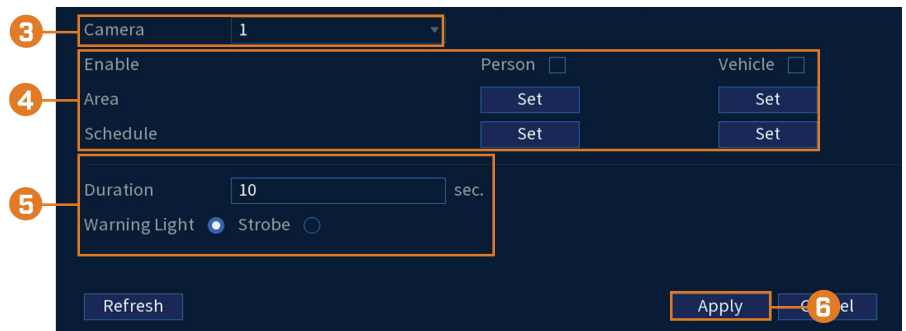 3 Camera 1
Enable Person Vehicle
4 Area Set Set
Schedule Set Set
5 Duration 10 sec.
Warning Light Strobe
Refresh Apply 6